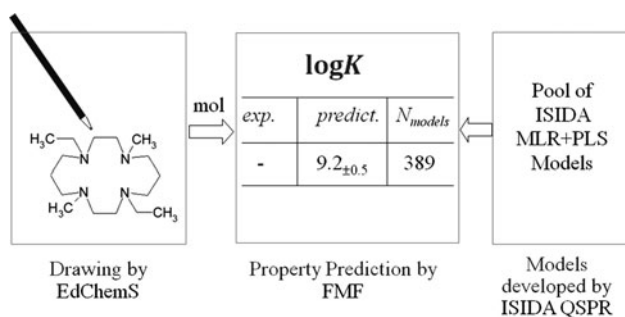 H₃C
CH₃
N
N
N
N
H₃C
CH₃
Drawing by
EdChemS
mol
logK
exp. predict. Nmodels
- 9.2±0.5 389
Property Prediction by
FMF
Pool of
ISIDA
MLR+PLS
Models
Models
developed by
ISIDA QSPR